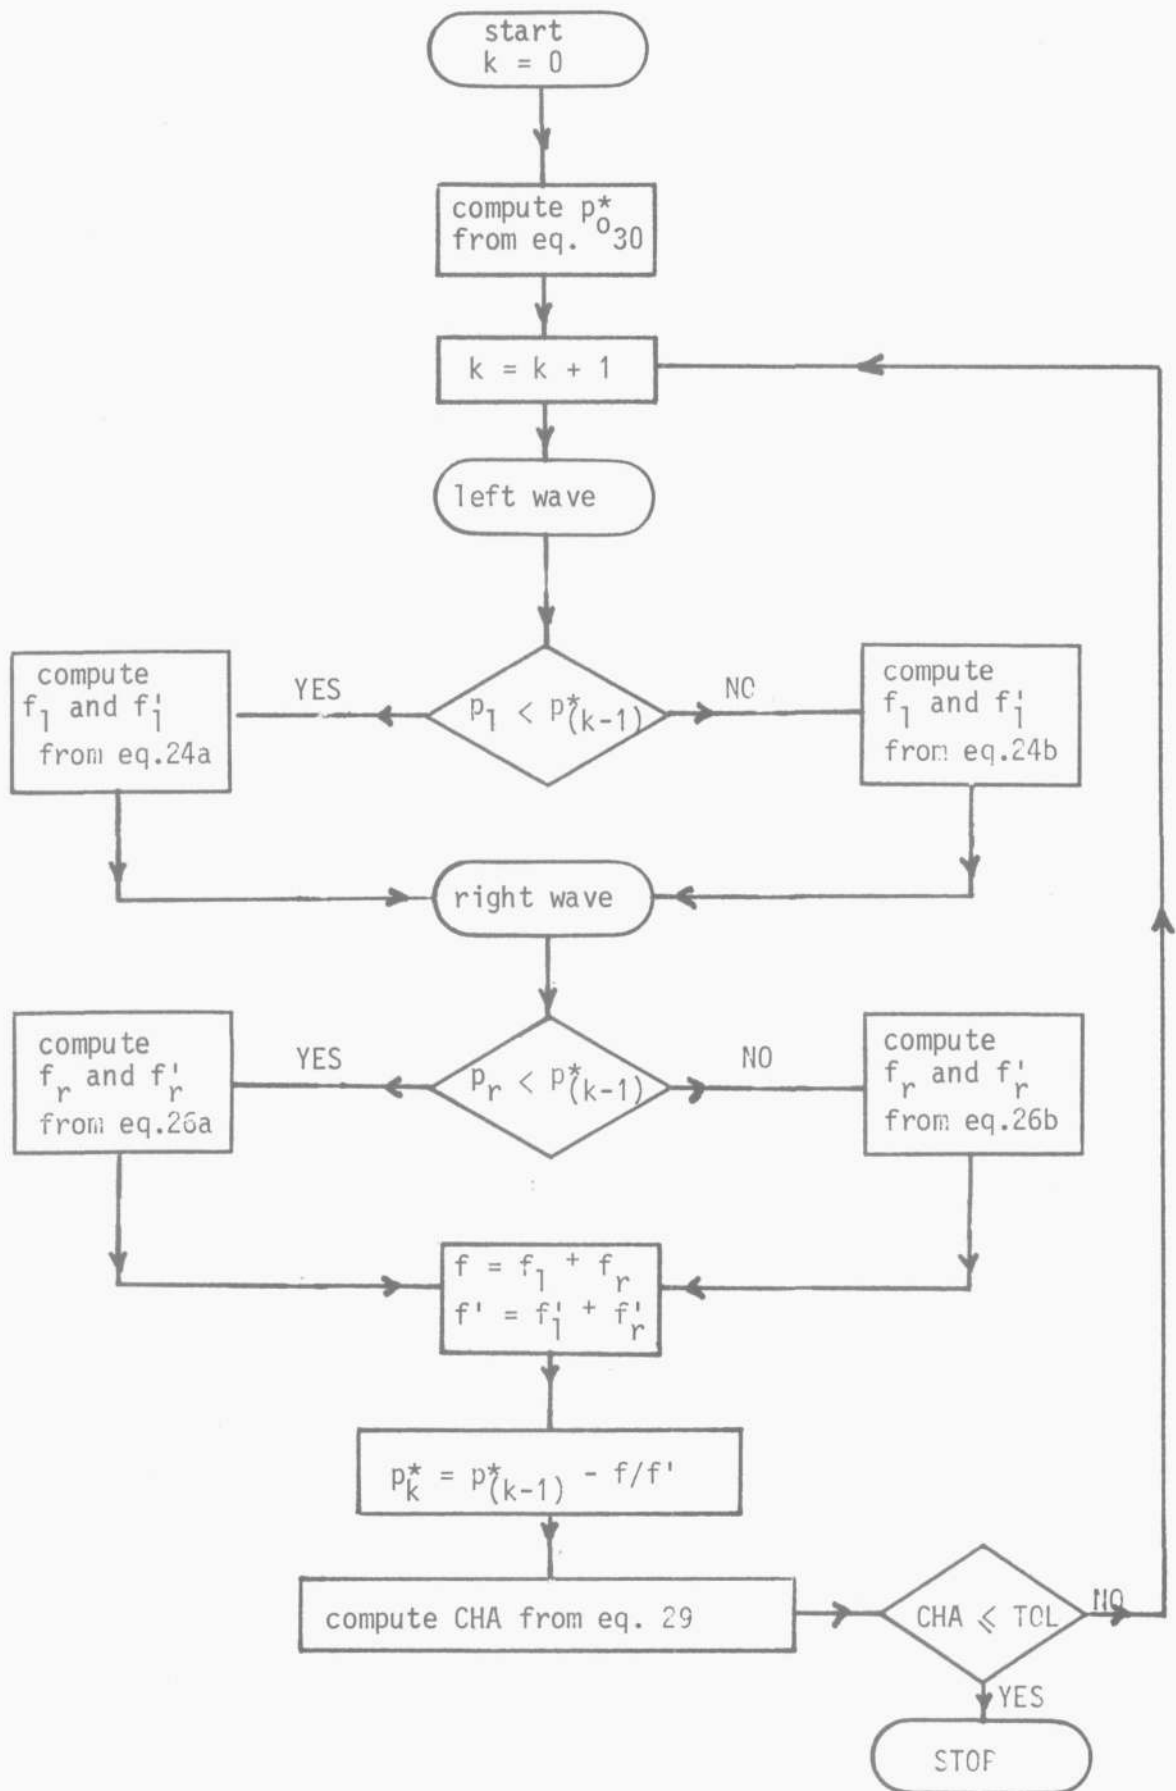 start
k = 0
compute p*o
from eq. 30
k = k + 1
left wave
p1 < p*(k-1)
YES
NO
compute
f1 and f'1
from eq.24a
compute
f1 and f'1
from eq.24b
right wave
pr < p*(k-1)
YES
NO
compute
fr and f'r
from eq.26a
compute
fr and f'r
from eq.26b
f = f1 + fr
f' = f'1 + f'r
p*k = p*(k-1) - f/f'
compute CHA from eq. 29
CHA ⩽ TOL
NO
YES
STOP